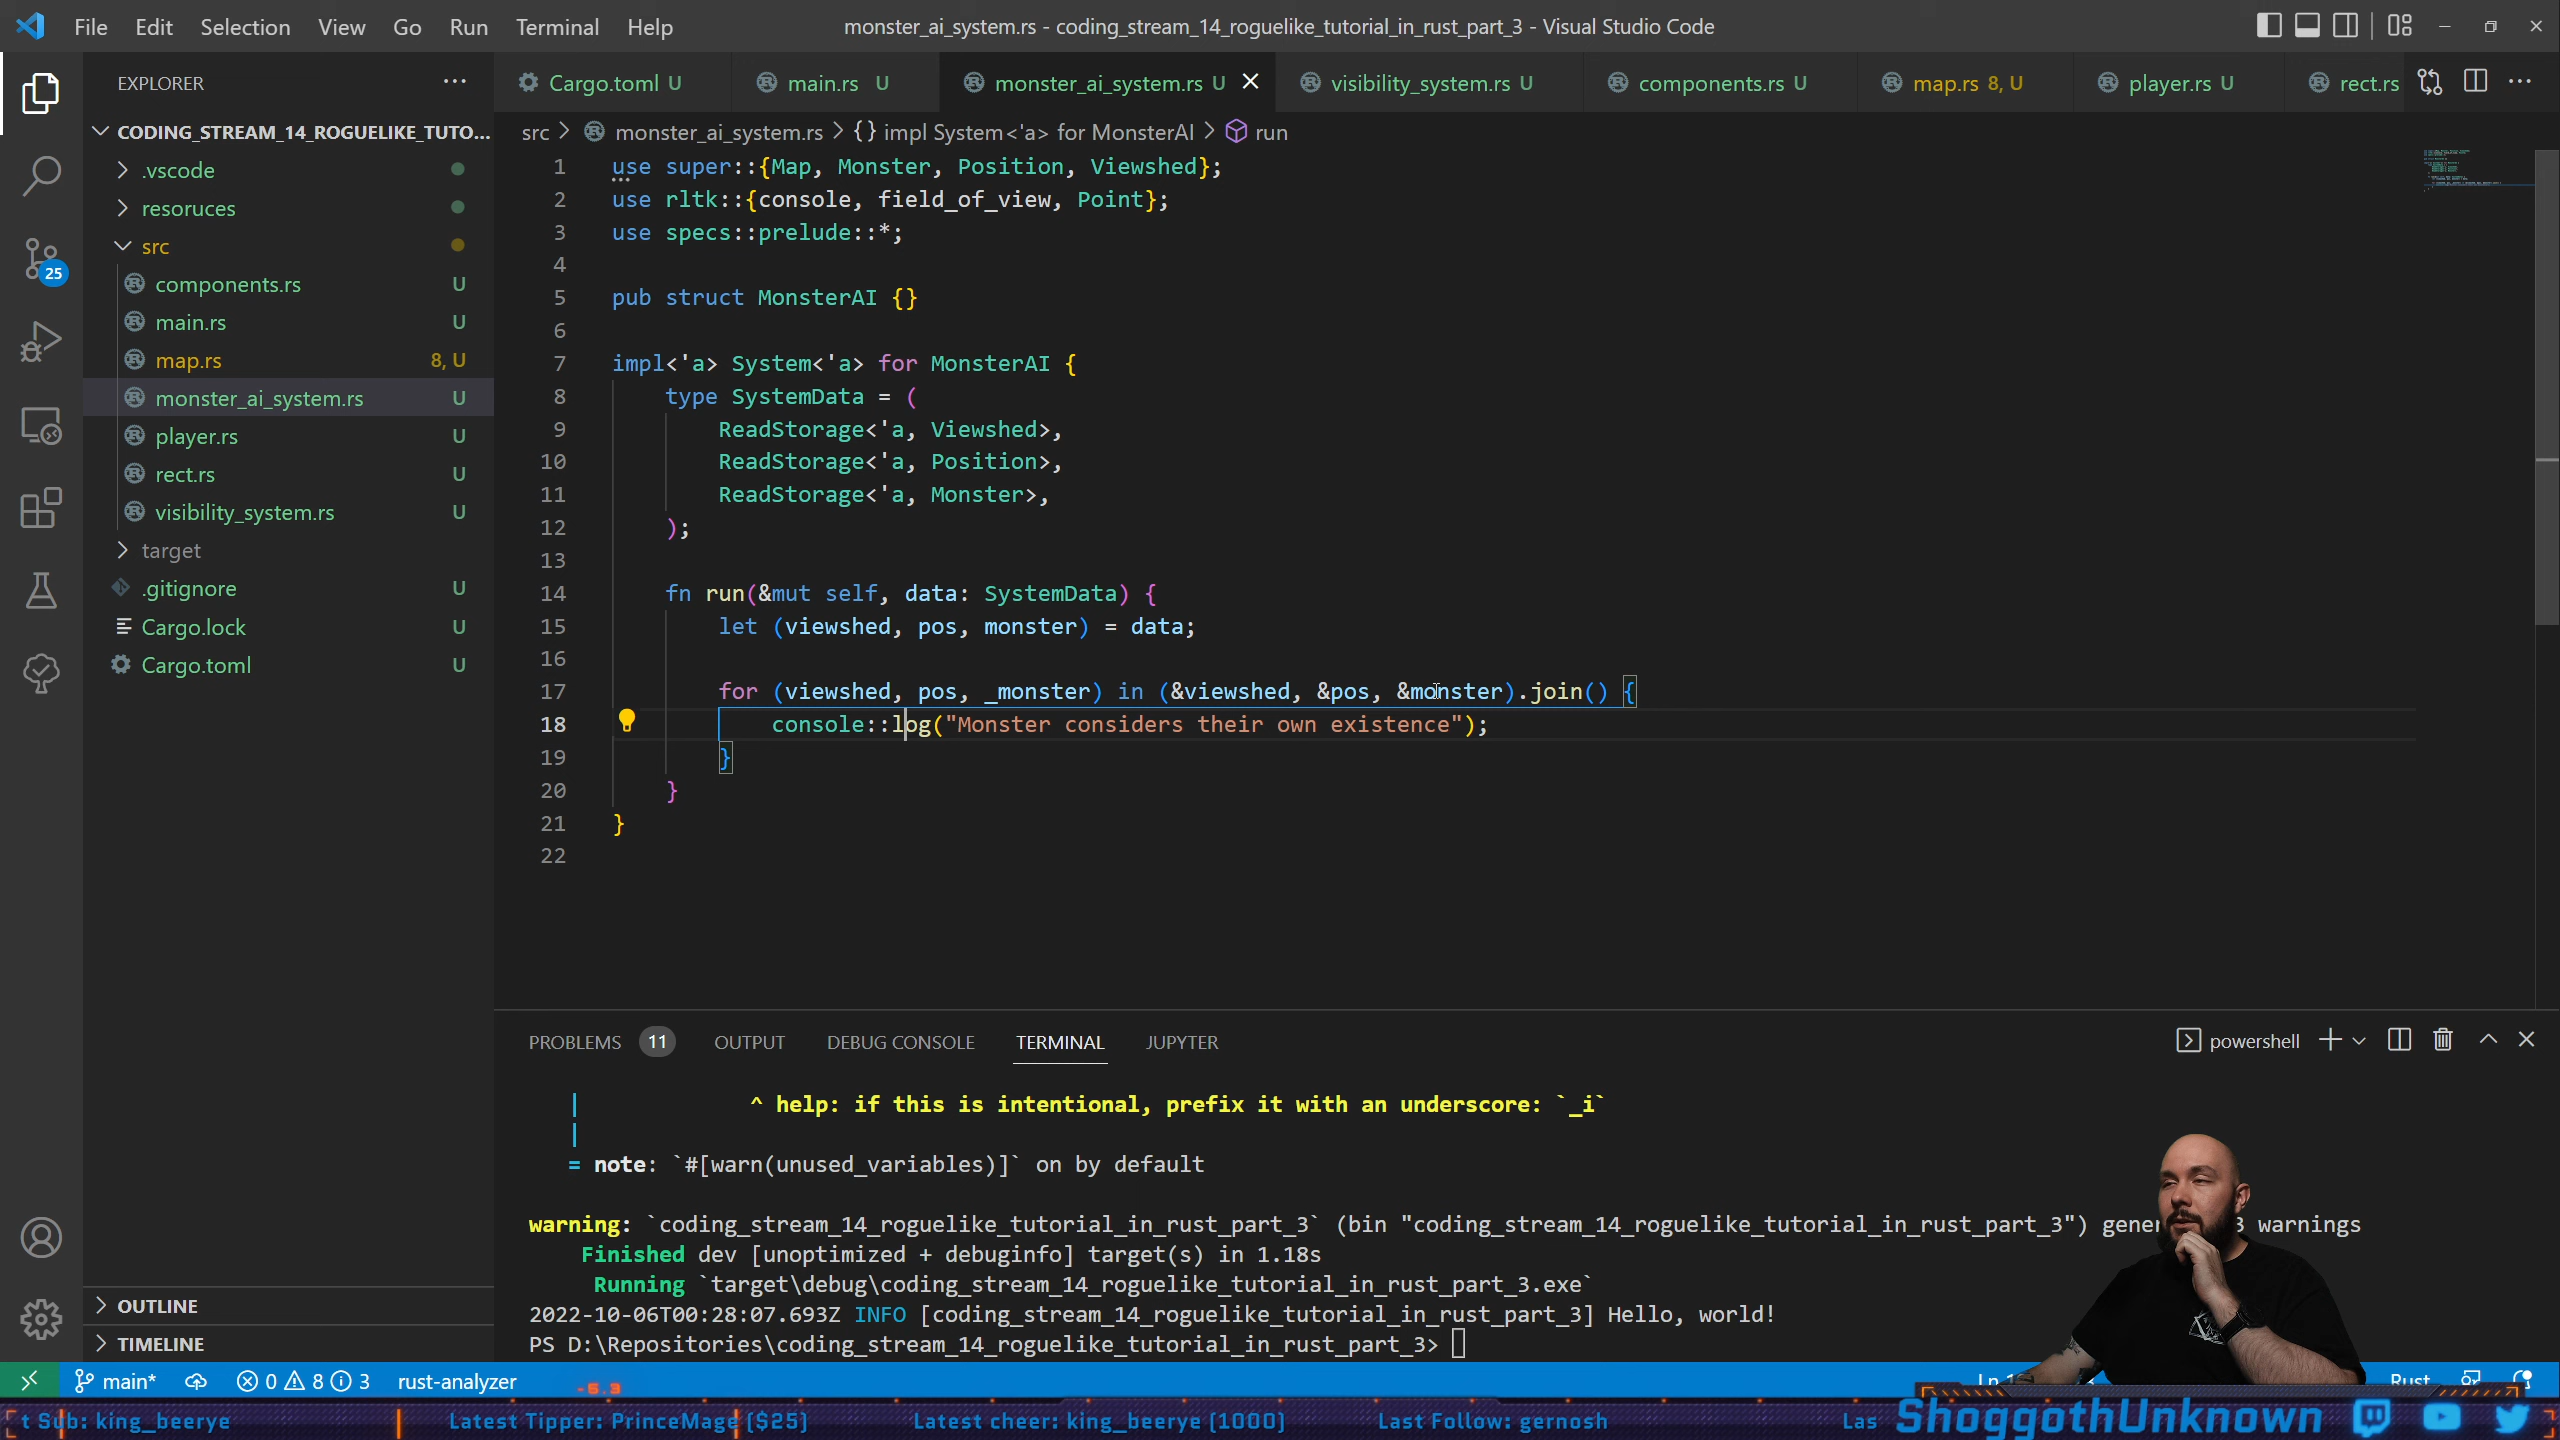 File Edit Selection View Go Run Terminal Help
monster_ai_system.rs - coding_stream_14_roguelike_tutorial_in_rust_part_3 - Visual Studio Code
EXPLORER
Cargo.toml U main.rs U monster_ai_system.rs U visibility_system.rs U components.rs U map.rs 8, U player.rs U rect.rs
CODING_STREAM_14_ROGUELIKE_TUTO...
src > monster_ai_system.rs > {} impl System<'a> for MonsterAI > run
.vscode
resoruces
src
components.rs U
main.rs U
map.rs 8, U
monster_ai_system.rs U
player.rs U
rect.rs U
visibility_system.rs U
target
.gitignore U
Cargo.lock U
Cargo.toml U
OUTLINE
TIMELINE
25
1 use super::{Map, Monster, Position, Viewshed};
2 use rltk::{console, field_of_view, Point};
3 use specs::prelude::*;
4
5 pub struct MonsterAI {}
6
7 impl<'a> System<'a> for MonsterAI {
8 type SystemData = (
9 ReadStorage<'a, Viewshed>,
10 ReadStorage<'a, Position>,
11 ReadStorage<'a, Monster>,
12 );
13
14 fn run(&mut self, data: SystemData) {
15 let (viewshed, pos, monster) = data;
16
17 for (viewshed, pos, _monster) in (&viewshed, &pos, &monster).join() {
18 console::log("Monster considers their own existence");
19 }
20 }
21 }
22
PROBLEMS 11 OUTPUT DEBUG CONSOLE TERMINAL JUPYTER
powershell
| ^ help: if this is intentional, prefix it with an underscore: `_i`
|
= note: `#[warn(unused_variables)]` on by default
warning: `coding_stream_14_roguelike_tutorial_in_rust_part_3` (bin "coding_stream_14_roguelike_tutorial_in_rust_part_3") gene 8 warnings
Finished dev [unoptimized + debuginfo] target(s) in 1.18s
Running `target\debug\coding_stream_14_roguelike_tutorial_in_rust_part_3.exe`
2022-10-06T00:28:07.693Z INFO [coding_stream_14_roguelike_tutorial_in_rust_part_3] Hello, world!
PS D:\Repositories\coding_stream_14_roguelike_tutorial_in_rust_part_3>
main* 0 8 3 rust-analyzer
Rust
-5.3
t Sub: king_beerye Latest Tipper: PrinceMage ($25) Latest cheer: king_beerye (1000) Last Follow: gernosh Las
ShoggothUnknown